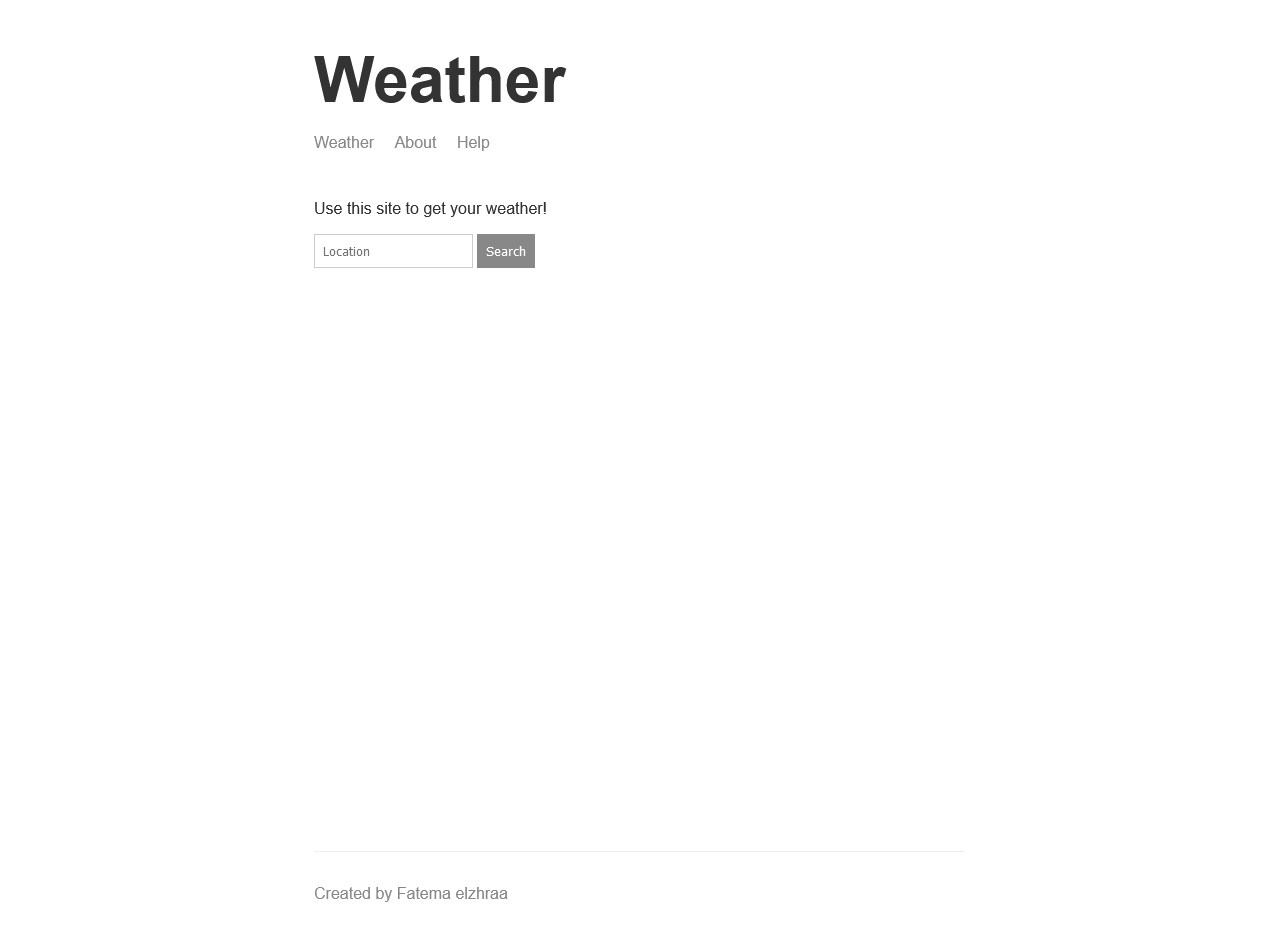 Weather
Weather About Help
Use this site to get your weather!
Location Search
Created by Fatema elzhraa